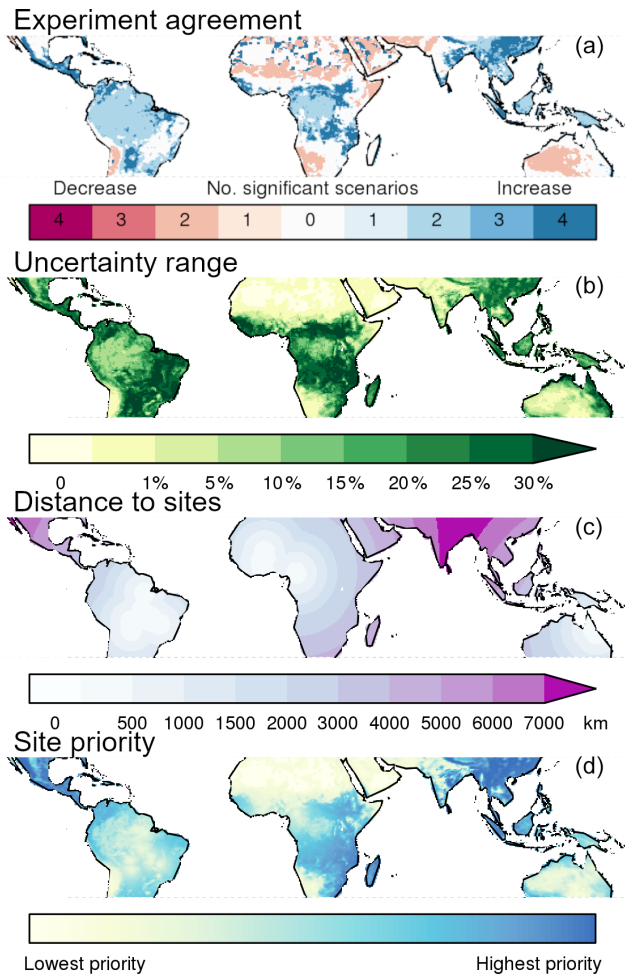 Experiment agreement
(a)
Decrease No. significant scenarios Increase
4 3 2 1 0 1 2 3 4
Uncertainty range
(b)
0 1% 5% 10% 15% 20% 25% 30%
Distance to sites
(c)
0 500 1000 1500 2000 3000 4000 5000 6000 7000 km
Site priority
(d)
Lowest priority Highest priority